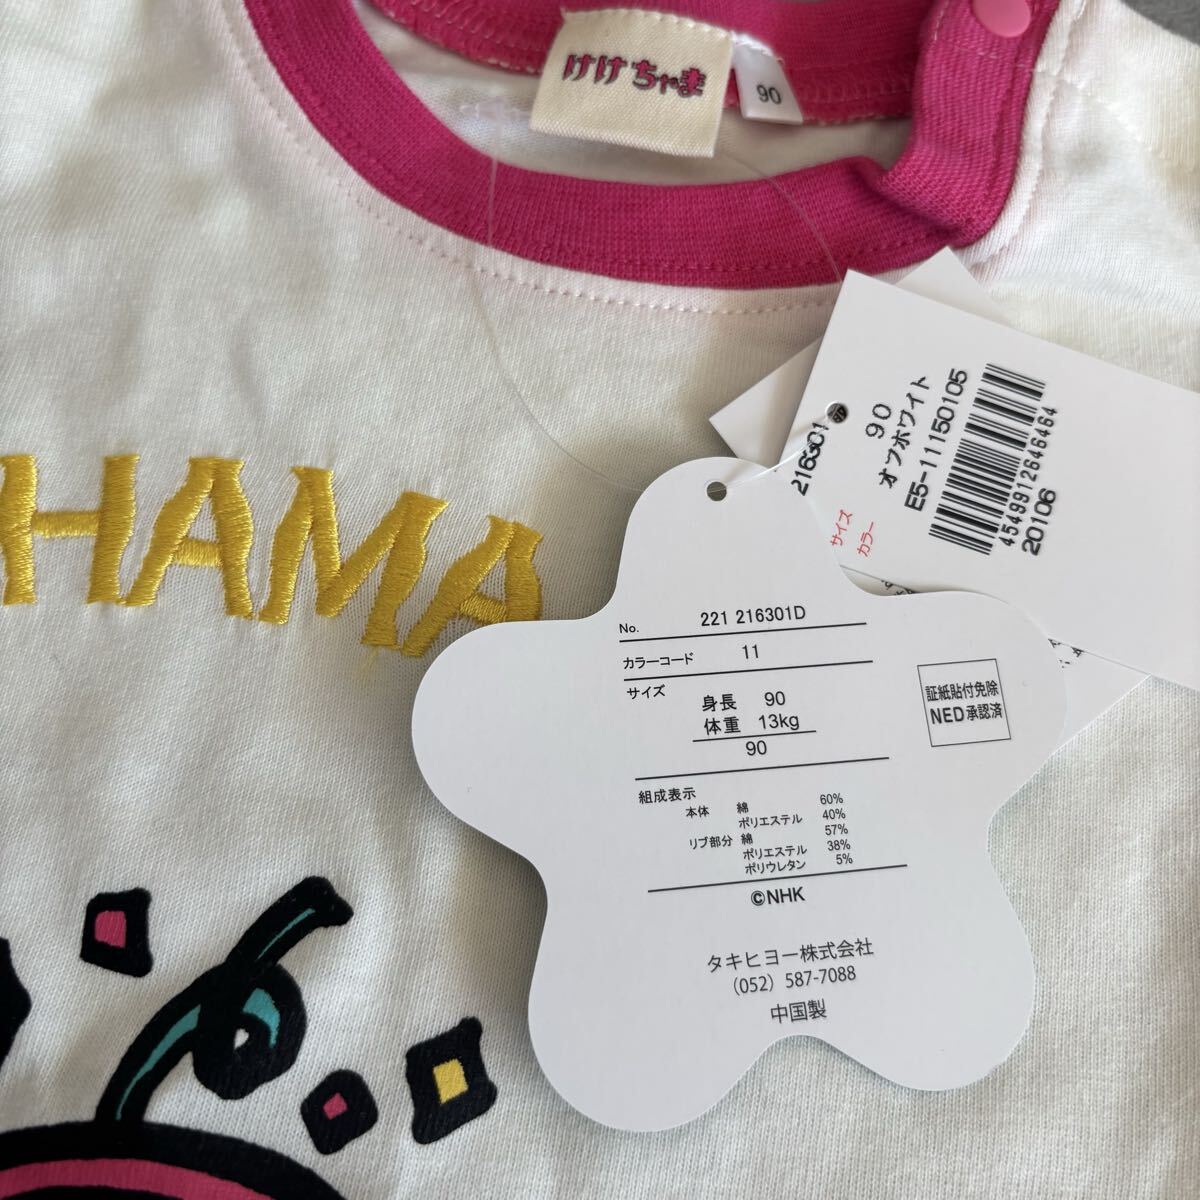 けけちゃま
90
HAMA
216301
サイズ
カラー
90
オフホワイト
E5-11150105
4549912646464
20106
No. 221 216301D
カラーコード 11
サイズ
身長 90
体重 13kg
90
証紙貼付免除
NED承認済
組成表示
本体 綿 60%
ポリエステル 40%
リブ部分 綿 57%
ポリエステル 38%
ポリウレタン 5%
©NHK
タキヒヨー株式会社
(052) 587-7088
中国製